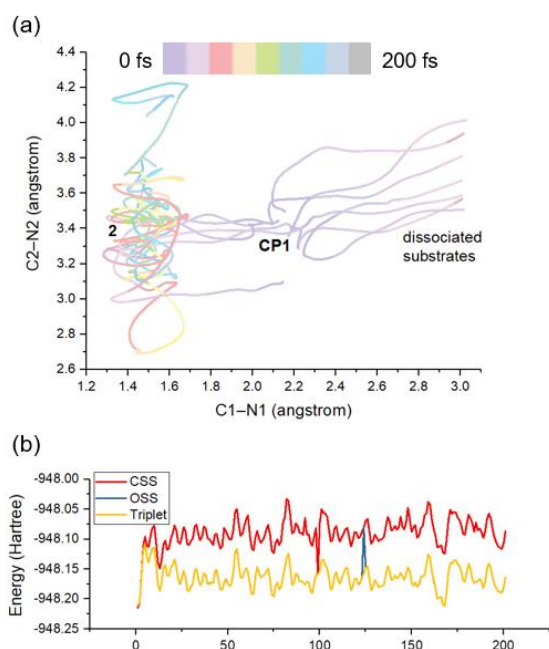 (a)
0 fs 200 fs
4.4
4.2
4.0
3.8
3.6
3.4
3.2
3.0
2.8
2.6
C2–N2 (angstrom)
2
CP1
dissociated
substrates
1.2 1.4 1.6 1.8 2.0 2.2 2.4 2.6 2.8 3.0
C1–N1 (angstrom)
(b)
-948.00
-948.05
-948.10
-948.15
-948.20
-948.25
Energy (Hartree)
CSS
OSS
Triplet
0 50 100 150 200